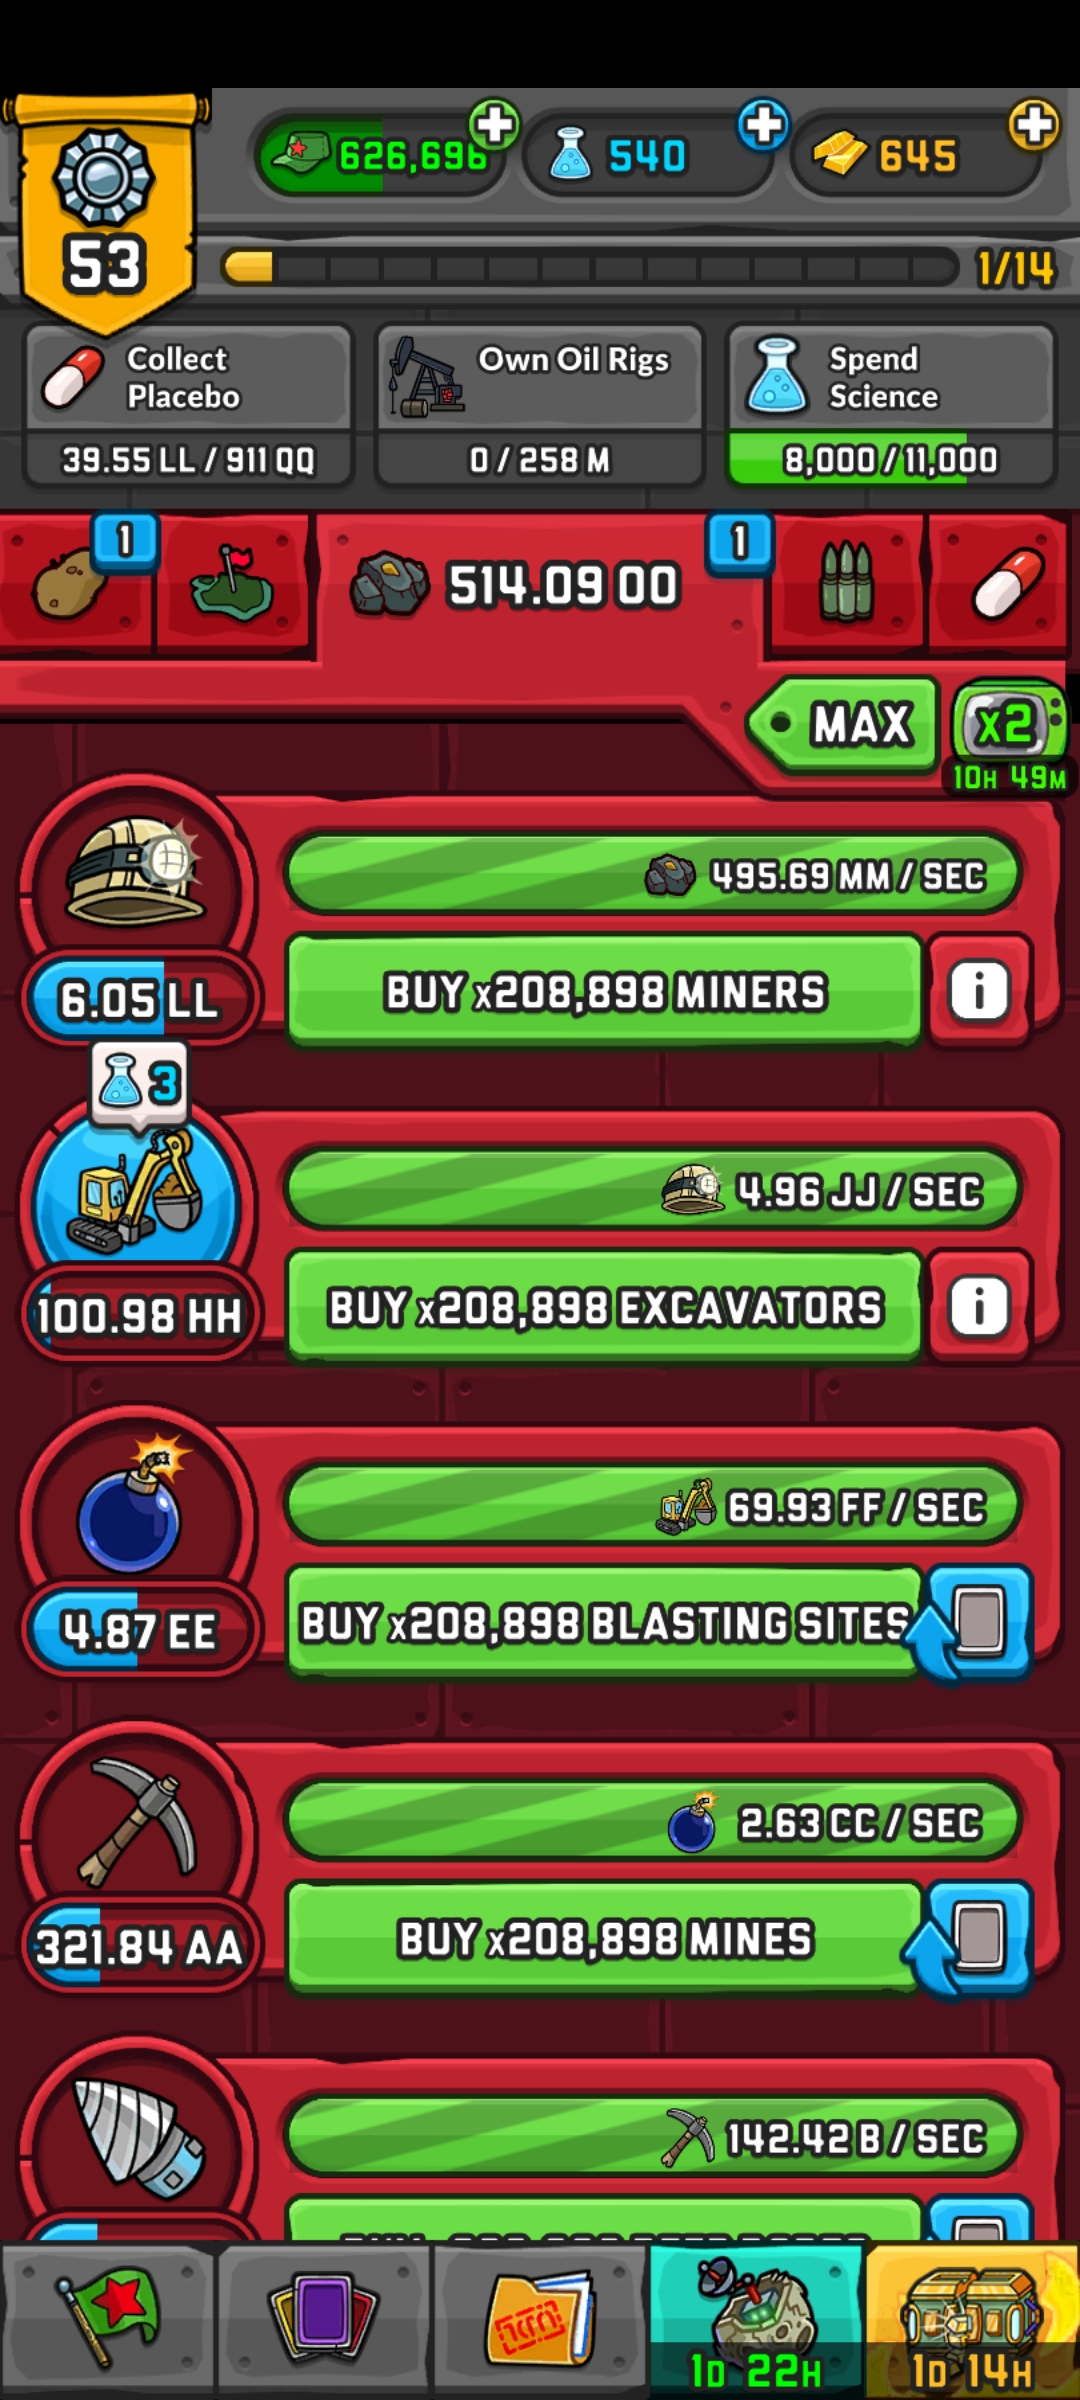 53
626,696
540
645
1/14
Collect
Placebo
39.55 LL / 911 QQ
Own Oil Rigs
0 / 258 M
Spend
Science
8,000 / 11,000
1
514.09 OO
1
MAX
x2
10H 49M
495.69 MM / SEC
6.05 LL
BUY x208,898 MINERS
i
3
4.96 JJ / SEC
100.98 HH
BUY x208,898 EXCAVATORS
i
69.93 FF / SEC
4.87 EE
BUY x208,898 BLASTING SITES
2.63 CC / SEC
321.84 AA
BUY x208,898 MINES
142.42 B / SEC
1D 22H
1D 14H